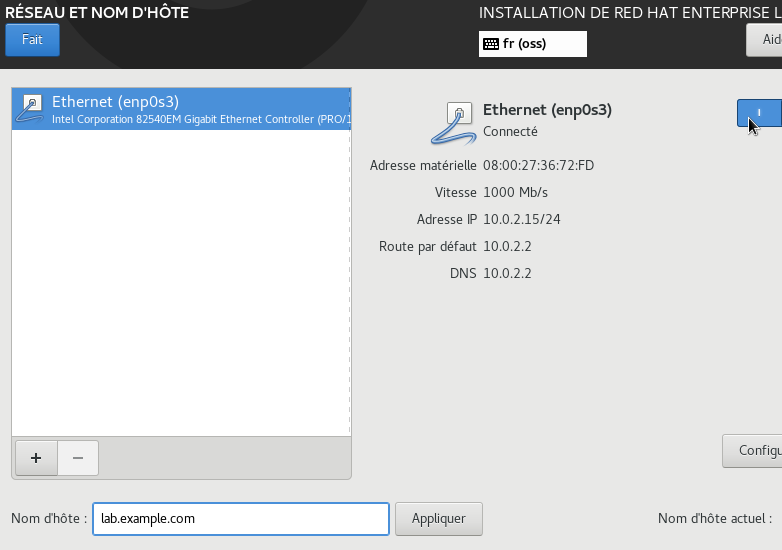 RÉSEAU ET NOM D'HÔTE
INSTALLATION DE RED HAT ENTERPRISE L
Fait
fr (oss)
Aid
Ethernet (enp0s3)
Intel Corporation 82540EM Gigabit Ethernet Controller (PRO/1
Ethernet (enp0s3)
Connecté
Adresse matérielle 08:00:27:36:72:FD
Vitesse 1000 Mb/s
Adresse IP 10.0.2.15/24
Route par défaut 10.0.2.2
DNS 10.0.2.2
+ −
Configu
Nom d'hôte : lab.example.com Appliquer Nom d'hôte actuel :